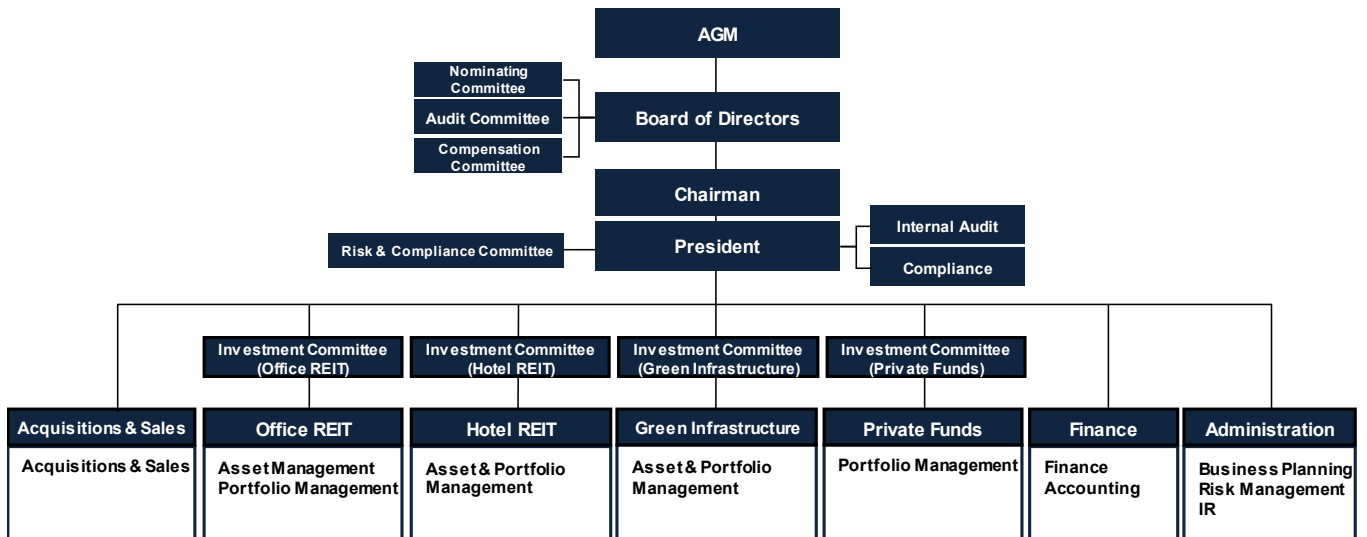 AGM
Nominating
Committee
Audit Committee
Compensation
Committee
Board of Directors
Chairman
President
Risk & Compliance Committee
Internal Audit
Compliance
Investment Committee
(Office REIT)
Investment Committee
(Hotel REIT)
Investment Committee
(Green Infrastructure)
Investment Committee
(Private Funds)
Acquisitions & Sales
Acquisitions & Sales
Office REIT
Asset Management
Portfolio Management
Hotel REIT
Asset & Portfolio
Management
Green Infrastructure
Asset & Portfolio
Management
Private Funds
Portfolio Management
Finance
Finance
Accounting
Administration
Business Planning
Risk Management
IR